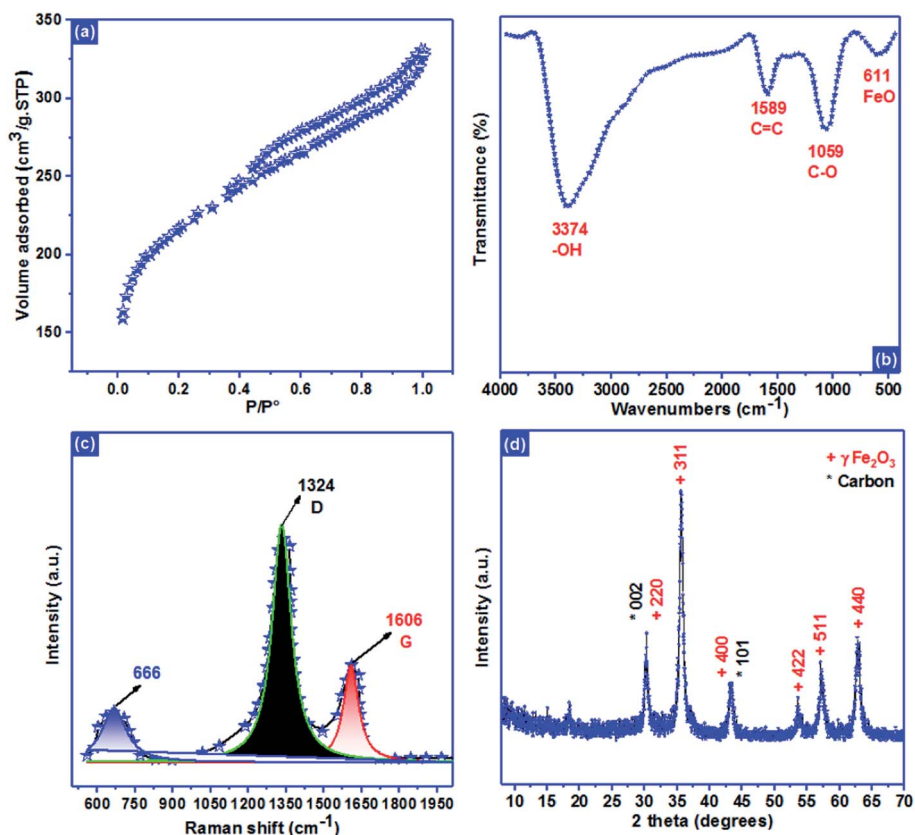 (a)
Volume adsorbed (cm³/g.STP)
350
300
250
200
150
0.0 0.2 0.4 0.6 0.8 1.0
P/P°
(b)
Transmittance (%)
3374
-OH
1589
C=C
1059
C-O
611
FeO
4000 3500 3000 2500 2000 1500 1000 500
Wavenumbers (cm⁻¹)
(c)
Intensity (a.u.)
666
1324
D
1606
G
600 750 900 1050 1200 1350 1500 1650 1800 1950
Raman shift (cm⁻¹)
(d)
Intensity (a.u.)
+ γ Fe₂O₃
* Carbon
* 002
+ 220
+ 311
+ 400
* 101
+ 422
+ 511
+ 440
10 15 20 25 30 35 40 45 50 55 60 65 70
2 theta (degrees)